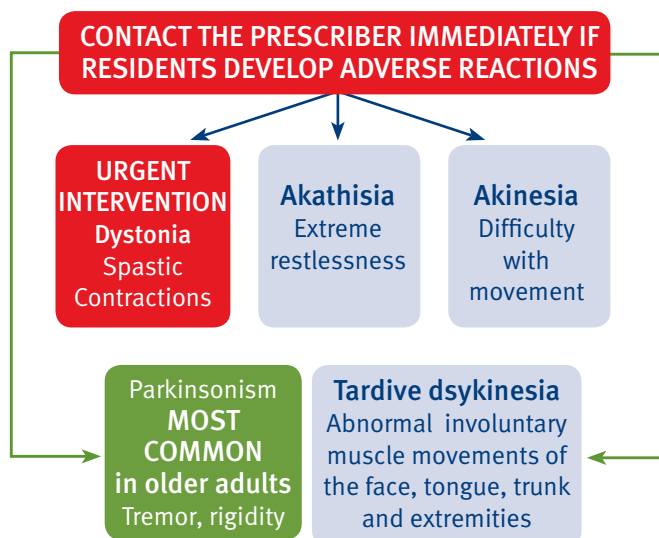 CONTACT THE PRESCRIBER IMMEDIATELY IF
RESIDENTS DEVELOP ADVERSE REACTIONS
URGENT
INTERVENTION
Dystonia
Spastic
Contractions
Akathisia
Extreme
restlessness
Akinesia
Difficulty
with
movement
Parkinsonism
MOST
COMMON
in older adults
Tremor, rigidity
Tardive dsykinesia
Abnormal involuntary
muscle movements of
the face, tongue, trunk
and extremities